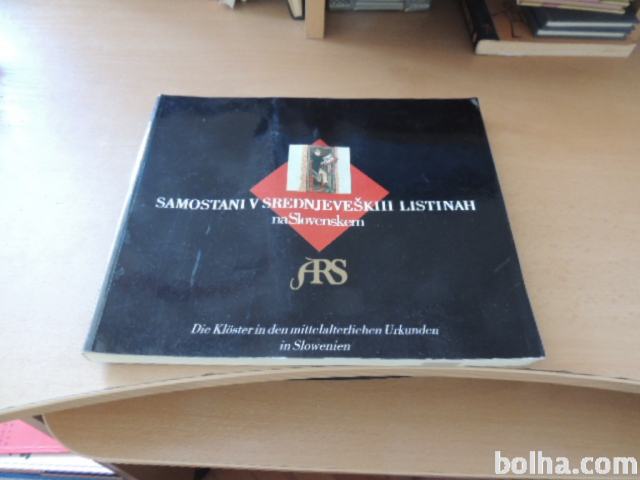 SAMOSTANI V SREDNJEVEŠKIH LISTINAH
na Slovenskem
ARS
Die Klöster in den mittelalterlichen Urkunden
in Slowenien
bolha.com